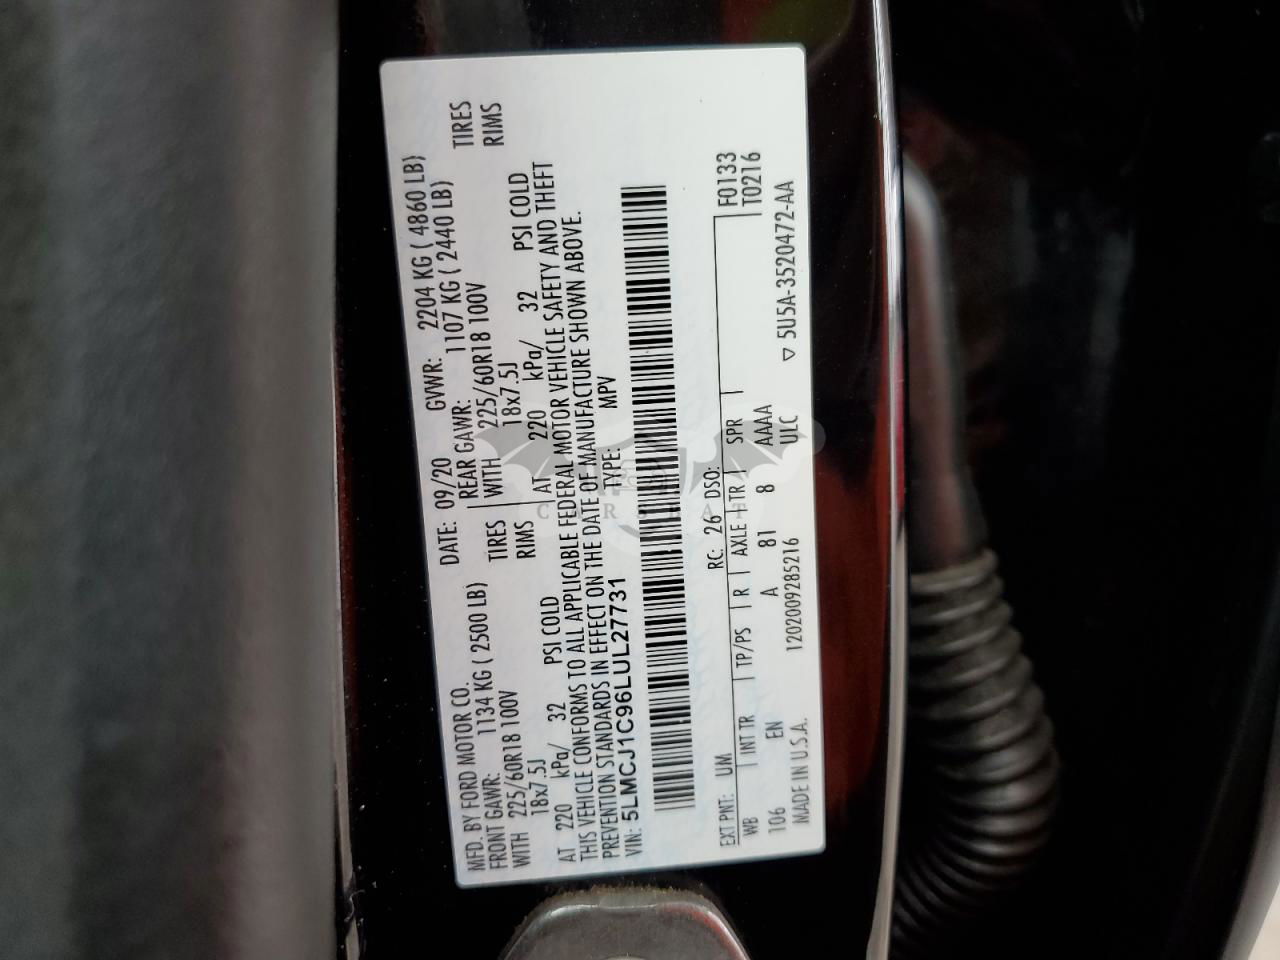 MFD. BY FORD MOTOR CO. DATE: 09/20 GVWR: 2204 KG ( 4860 LB)
FRONT GAWR: 1134 KG ( 2500 LB) REAR GAWR: 1107 KG ( 2440 LB)
WITH 225/60R18 100V TIRES WITH 225/60R18 100V TIRES
18x7.5J RIMS 18x7.5J RIMS
AT 220 kPa/ 32 PSI COLD AT 220 kPa/ 32 PSI COLD
THIS VEHICLE CONFORMS TO ALL APPLICABLE FEDERAL MOTOR VEHICLE SAFETY AND THEFT
PREVENTION STANDARDS IN EFFECT ON THE DATE OF MANUFACTURE SHOWN ABOVE.
VIN: 5LMCJ1C96LUL27731 TYPE: MPV
EXT PNT: UM RC: 26 DSO: F0133
WB INT TR TP/PS R AXLE TR SPR T0216
106 EN A 81 8 AAAA
ULC
MADE IN U.S.A. 1202009285216 ▽ 5U5A-3520472-AA